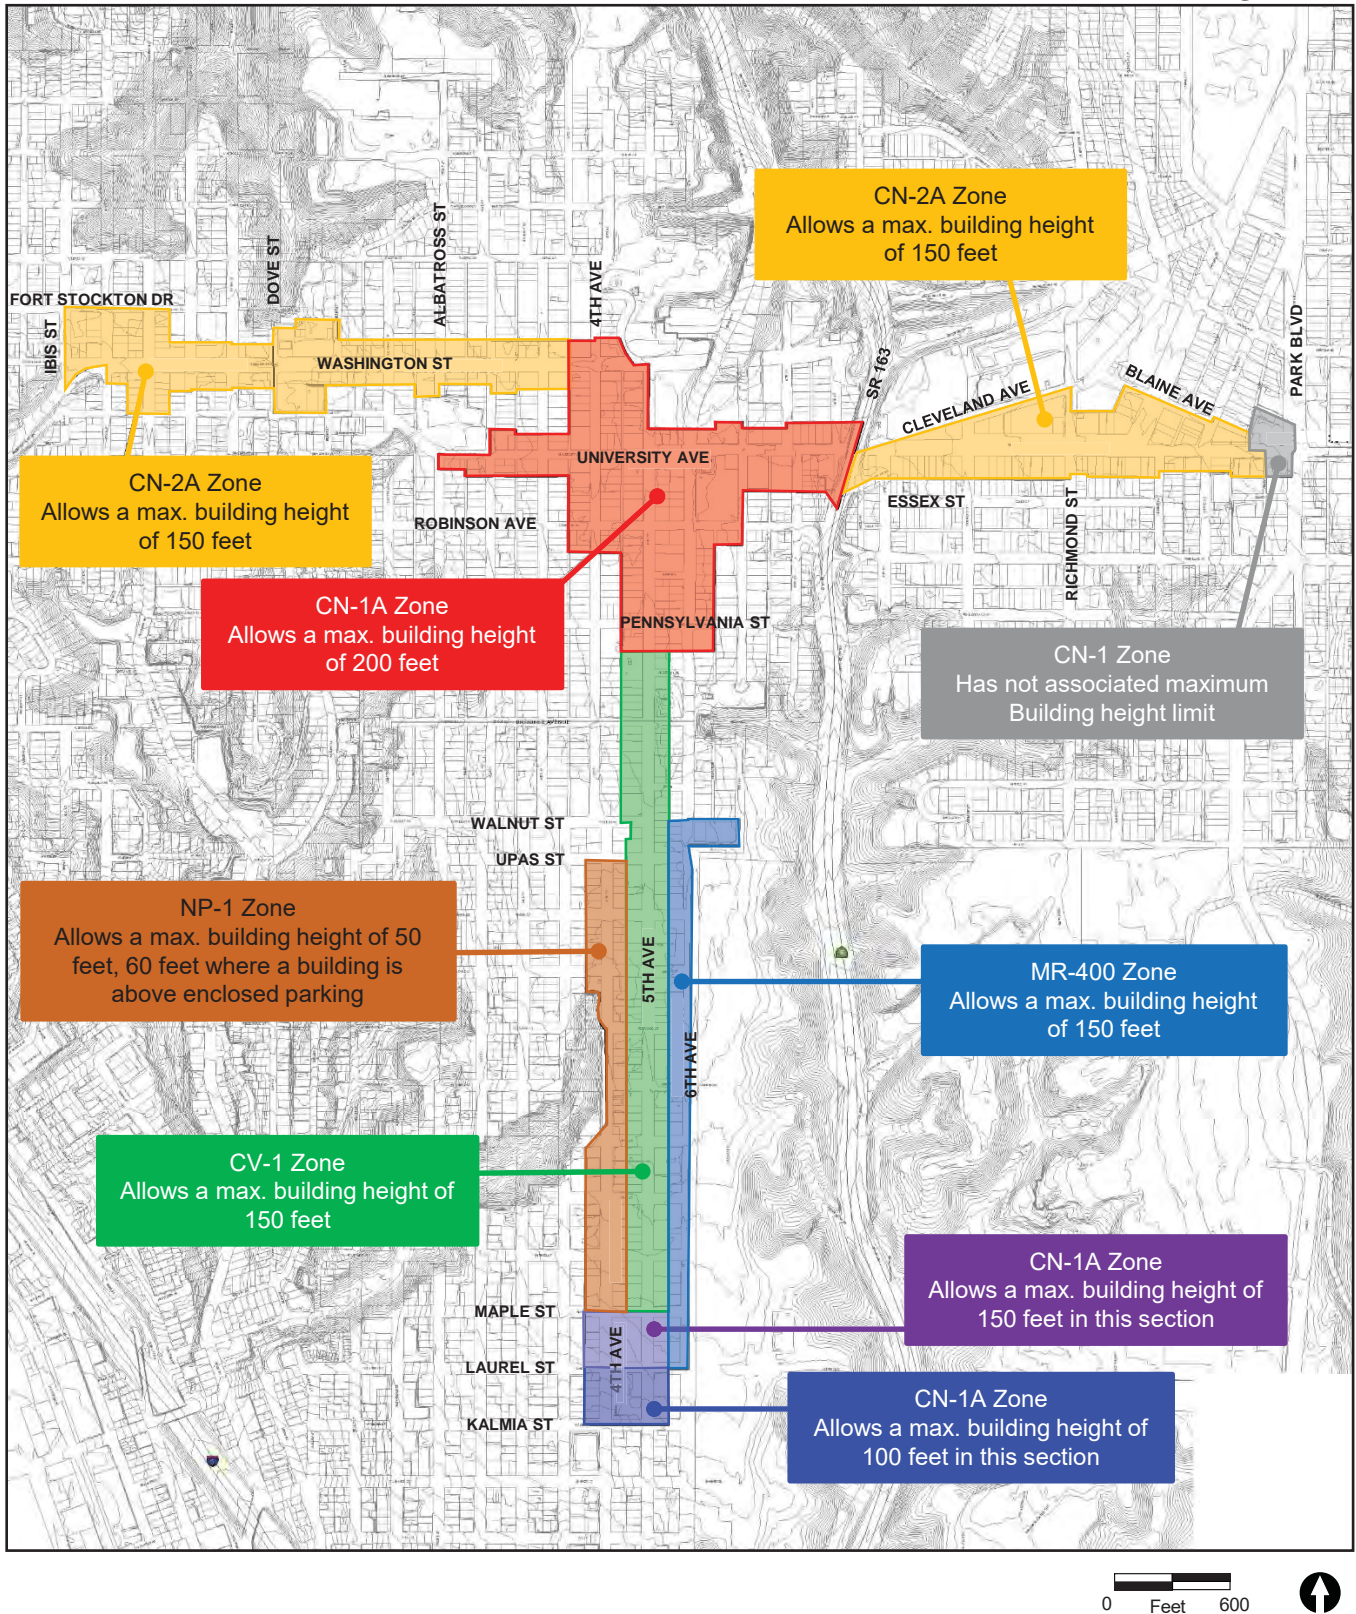 CN-2A Zone
Allows a max. building height
of 150 feet
ALBATROSS ST
DOVE ST
4TH AVE
FORT STOCKTON DR
IBIS ST
WASHINGTON ST
SR 163
CLEVELAND AVE
BLAINE AVE
PARK BLVD
UNIVERSITY AVE
CN-2A Zone
Allows a max. building height
of 150 feet
ROBINSON AVE
ESSEX ST
RICHMOND ST
CN-1A Zone
Allows a max. building height
of 200 feet
PENNSYLVANIA ST
CN-1 Zone
Has not associated maximum
Building height limit
WALNUT ST
UPAS ST
NP-1 Zone
Allows a max. building height of 50
feet, 60 feet where a building is
above enclosed parking
5TH AVE
MR-400 Zone
Allows a max. building height
of 150 feet
6TH AVE
CV-1 Zone
Allows a max. building height of
150 feet
CN-1A Zone
Allows a max. building height of
150 feet in this section
MAPLE ST
4TH AVE
LAUREL ST
CN-1A Zone
Allows a max. building height of
100 feet in this section
KALMIA ST
0 Feet 600